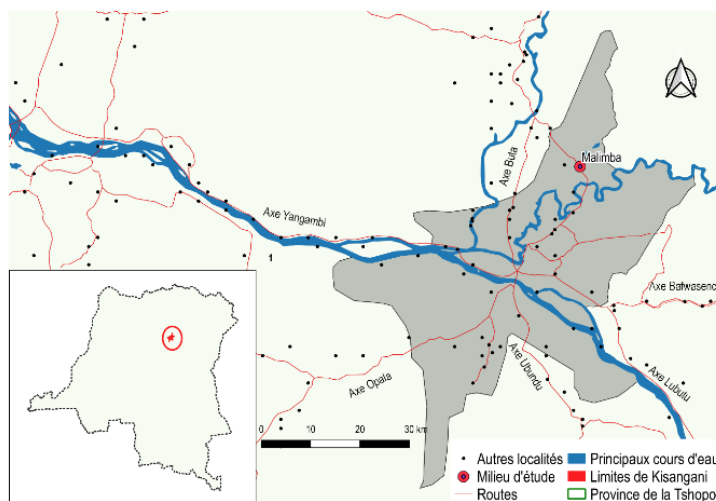 Malimba
Axe Buta
Axe Yangambi
1
Axe Bafwasenc
Axe Lubutu
Axe Ubundu
Axe Opala
0 10 20 30 km
Autres localités
Milieu d'étude
Routes
Principaux cours d'eau
Limites de Kisangani
Province de la Tshopo